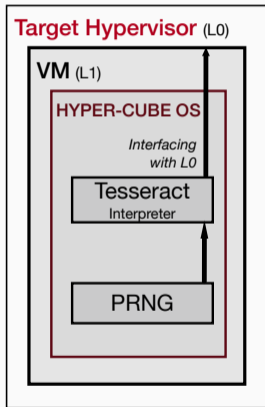 Target Hypervisor (L0)
VM (L1)
HYPER-CUBE OS
Interfacing
with L0
Tesseract
Interpreter
PRNG